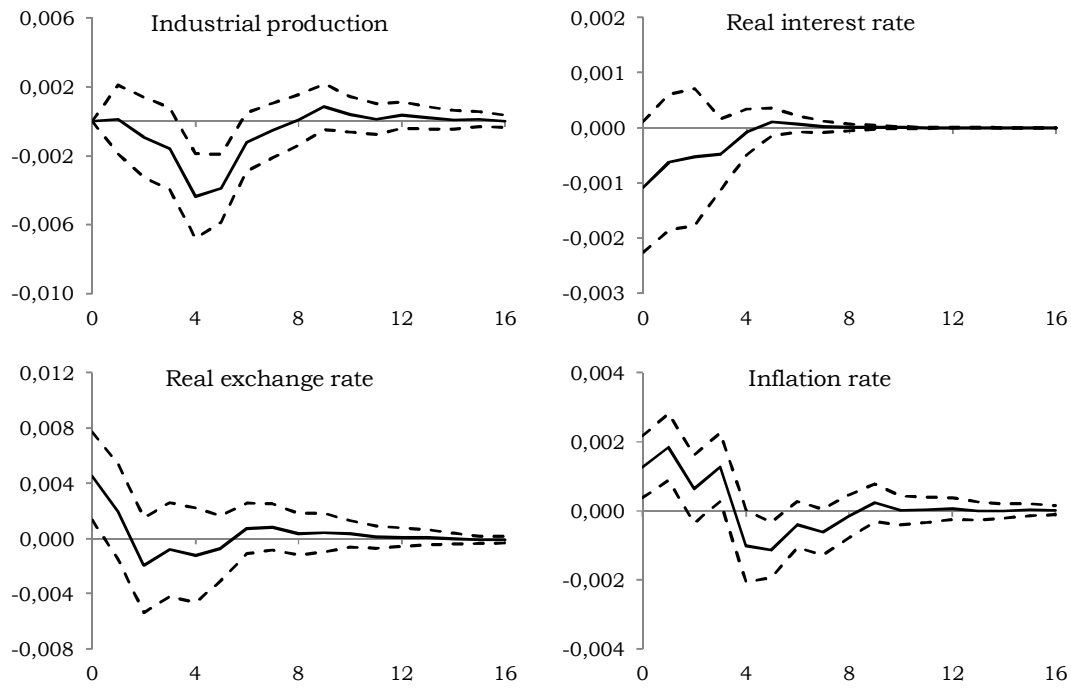 Industrial production
0,006
0,002
-0,002
-0,006
-0,010
0 4 8 12 16
Real interest rate
0,002
0,001
0,000
-0,001
-0,002
-0,003
0 4 8 12 16
Real exchange rate
0,012
0,008
0,004
0,000
-0,004
-0,008
0 4 8 12 16
Inflation rate
0,004
0,002
0,000
-0,002
-0,004
0 4 8 12 16